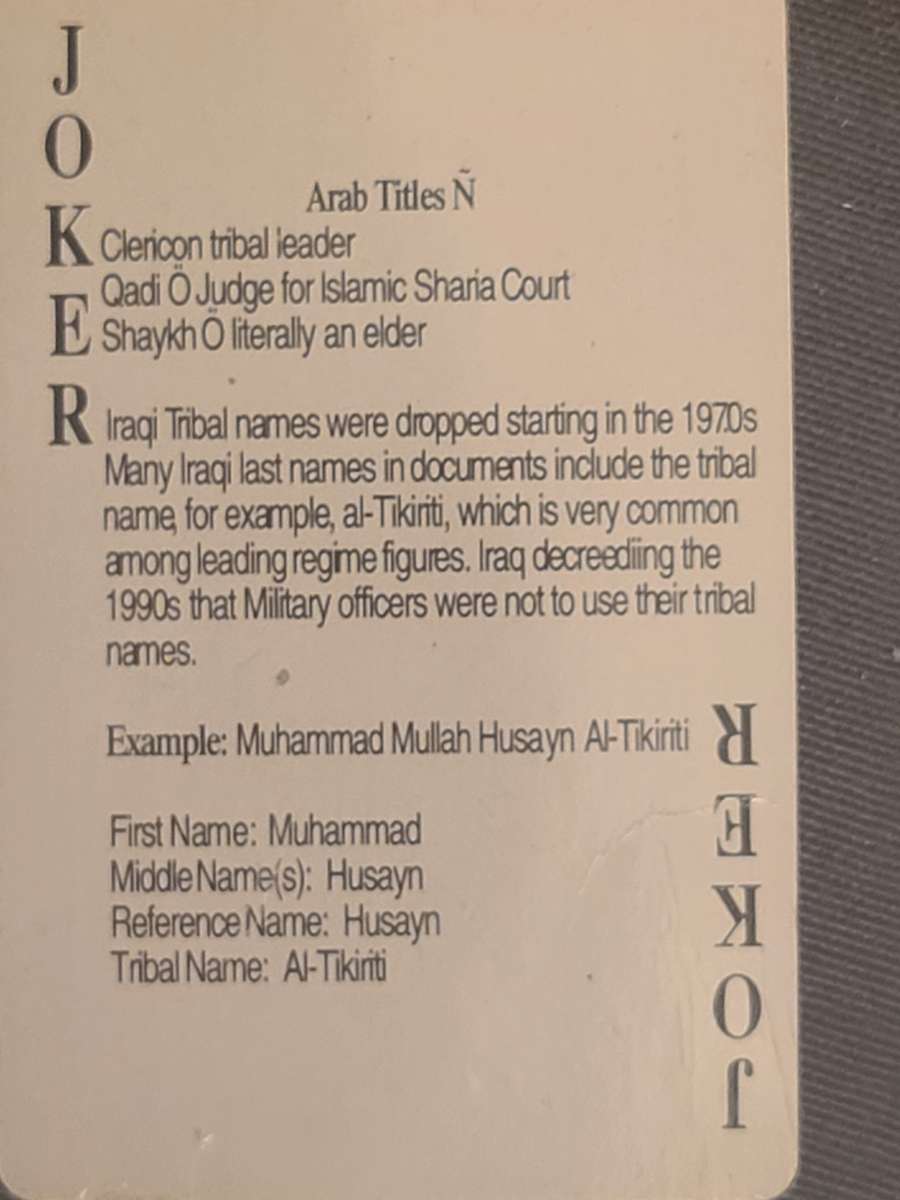 JOKER
Arab Titles Ñ
Clericon tribal leader
Qadi Ö Judge for Islamic Sharia Court
Shaykh Ö literally an elder
Iraqi Tribal names were dropped starting in the 1970s
Many Iraqi last names in documents include the tribal
name, for example, al-Tikiriti, which is very common
among leading regime figures. Iraq decreediing the
1990s that Military officers were not to use their tribal
names.
Example: Muhammad Mullah Husayn Al-Tikiriti
First Name: Muhammad
Middle Name(s): Husayn
Reference Name: Husayn
Tribal Name: Al-Tikiriti
JOKER